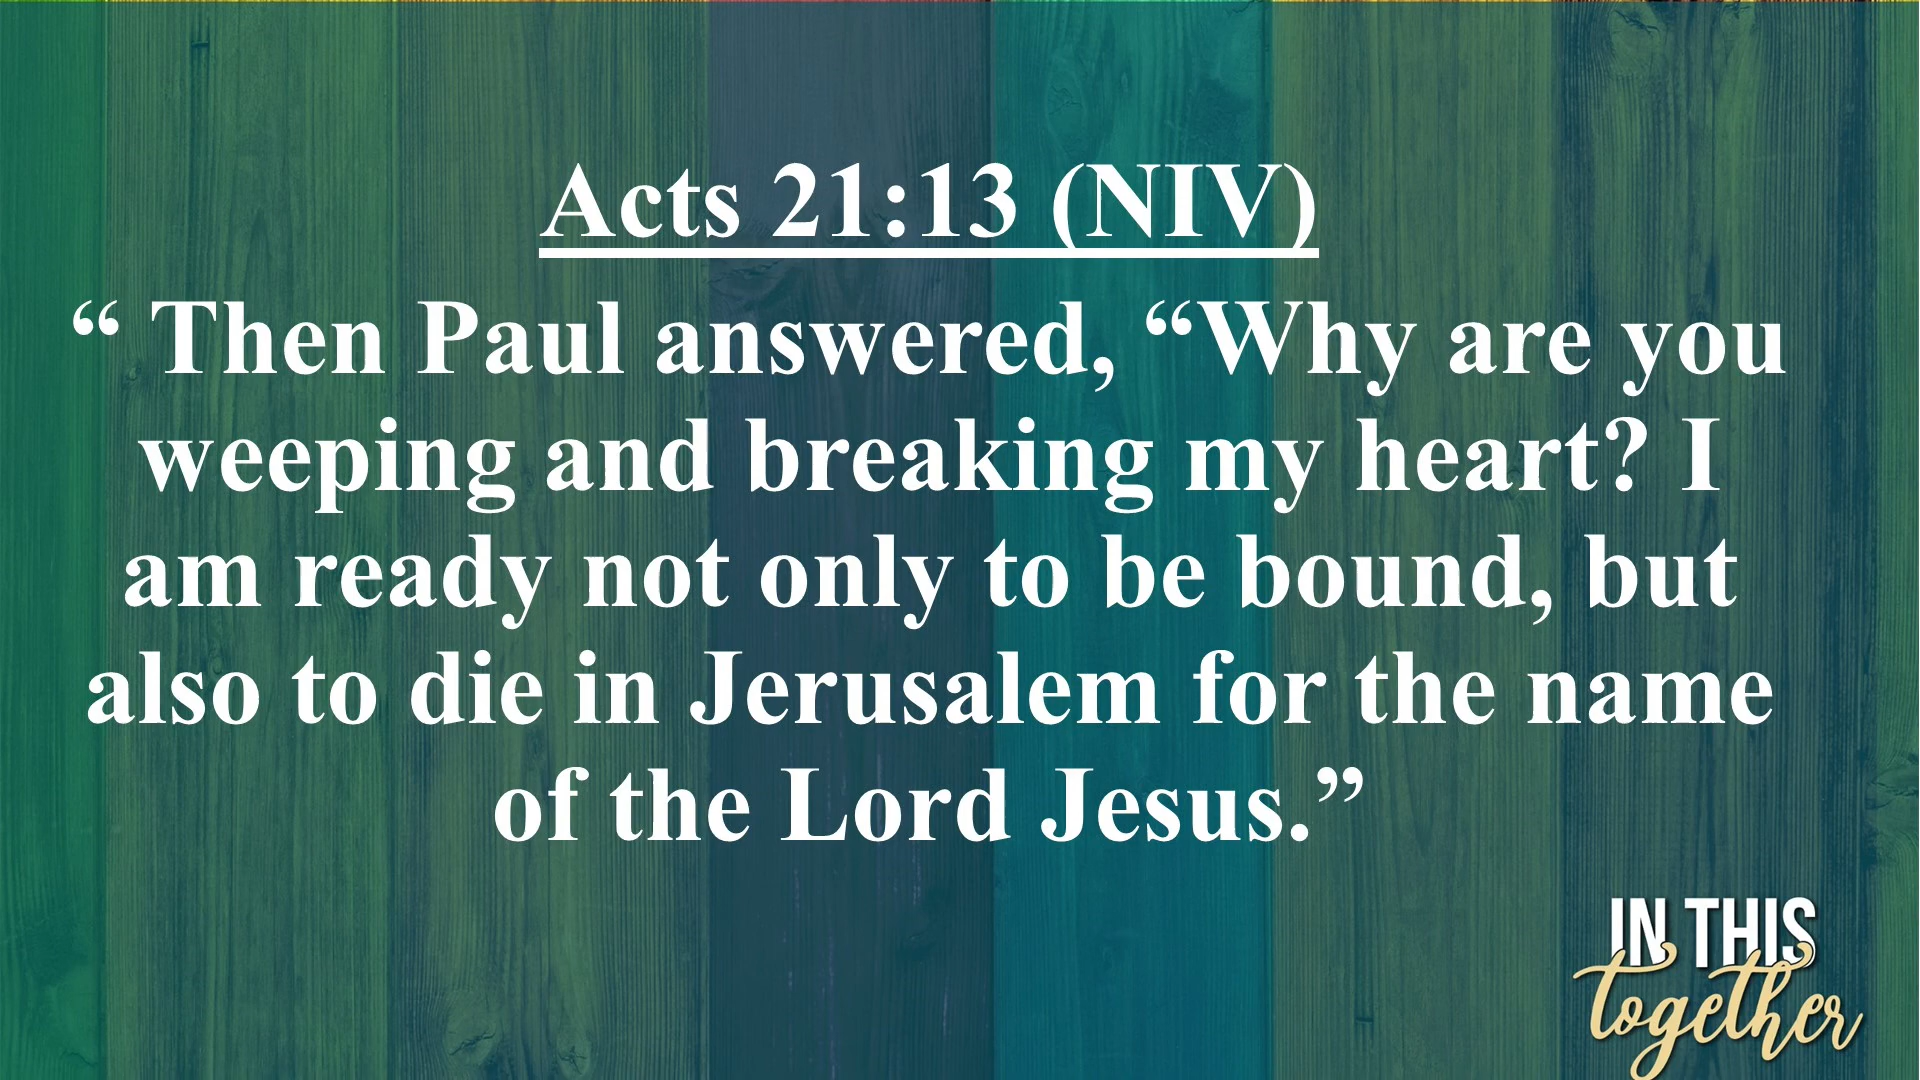 Acts 21:13 (NIV)
“ Then Paul answered, “Why are you
weeping and breaking my heart? I
am ready not only to be bound, but
also to die in Jerusalem for the name
of the Lord Jesus.”
IN THIS
together